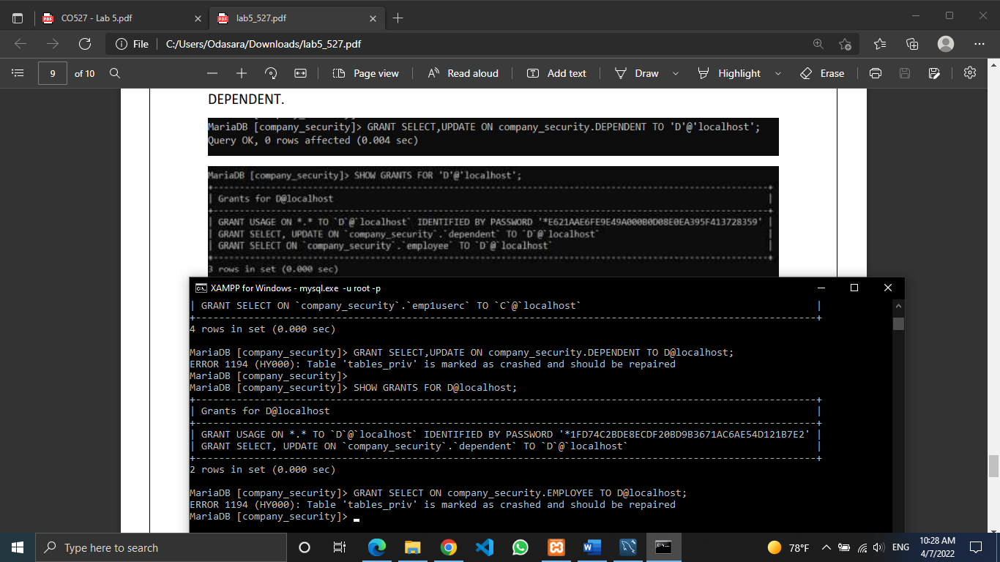 CO527 - Lab 5.pdf
lab5_527.pdf
File
C:/Users/Odasara/Downloads/lab5_527.pdf
9 of 10
Page view
Read aloud
Add text
Draw
Highlight
Erase
DEPENDENT.
MariaDB [company_security]> GRANT SELECT,UPDATE ON company_security.DEPENDENT TO 'D'@'localhost';
Query OK, 0 rows affected (0.004 sec)
MariaDB [company_security]> SHOW GRANTS FOR 'D'@'localhost';
| Grants for D@localhost |
| GRANT USAGE ON *.* TO `D`@`localhost` IDENTIFIED BY PASSWORD '*E621AAE6FE9E49A000B0D08E0EA395F413728359' |
| GRANT SELECT, UPDATE ON `company_security`.`dependent` TO `D`@`localhost` |
| GRANT SELECT ON `company_security`.`employee` TO `D`@`localhost` |
3 rows in set (0.000 sec)
XAMPP for Windows - mysql.exe -u root -p
| GRANT SELECT ON `company_security`.`emp1userc` TO `C`@`localhost` |
4 rows in set (0.000 sec)
MariaDB [company_security]> GRANT SELECT,UPDATE ON company_security.DEPENDENT TO D@localhost;
ERROR 1194 (HY000): Table 'tables_priv' is marked as crashed and should be repaired
MariaDB [company_security]>
MariaDB [company_security]> SHOW GRANTS FOR D@localhost;
| Grants for D@localhost |
| GRANT USAGE ON *.* TO `D`@`localhost` IDENTIFIED BY PASSWORD '*1FD74C2BDE8ECDF20BD9B3671AC6AE54D121B7E2' |
| GRANT SELECT, UPDATE ON `company_security`.`dependent` TO `D`@`localhost` |
2 rows in set (0.000 sec)
MariaDB [company_security]> GRANT SELECT ON company_security.EMPLOYEE TO D@localhost;
ERROR 1194 (HY000): Table 'tables_priv' is marked as crashed and should be repaired
MariaDB [company_security]>
Type here to search
78°F
ENG
10:28 AM
4/7/2022